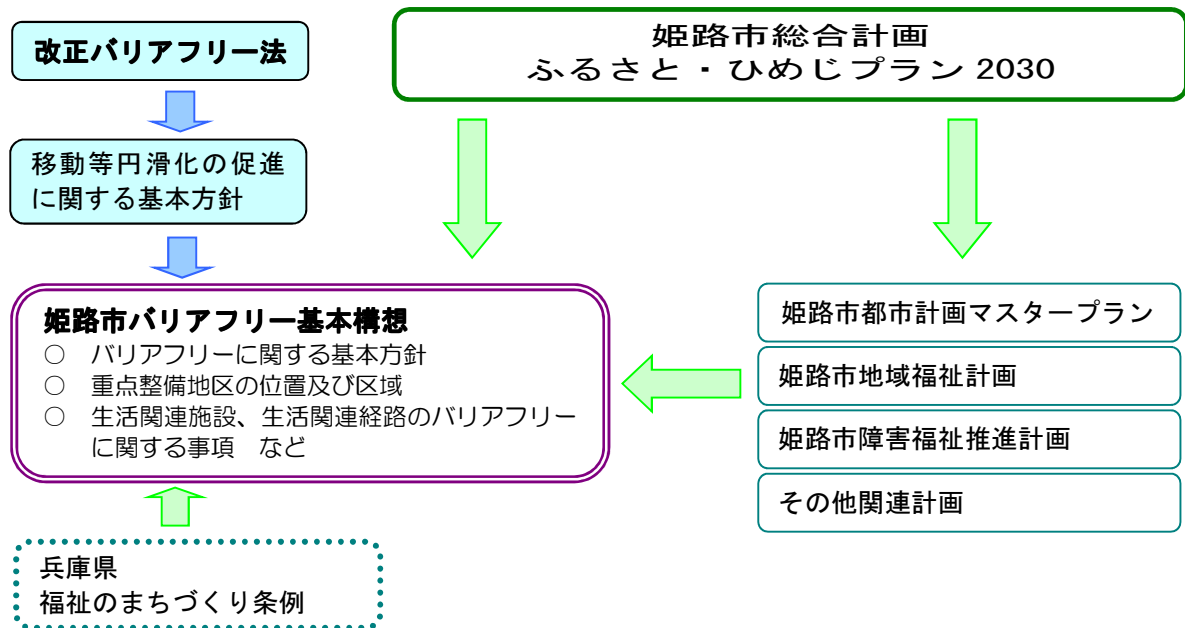 改正バリアフリー法
姫路市総合計画
ふるさと・ひめじプラン 2030
移動等円滑化の促進
に関する基本方針
姫路市バリアフリー基本構想
○ バリアフリーに関する基本方針
○ 重点整備地区の位置及び区域
○ 生活関連施設、生活関連経路のバリアフリー
に関する事項　など
姫路市都市計画マスタープラン
姫路市地域福祉計画
姫路市障害福祉推進計画
その他関連計画
兵庫県
福祉のまちづくり条例